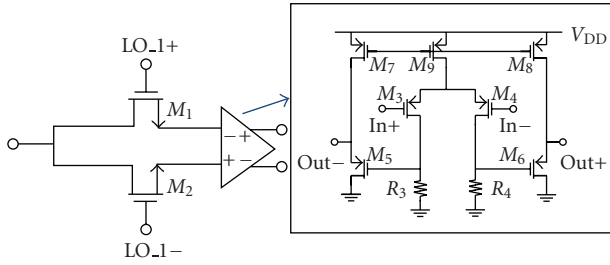 LO_1+
M1
− +
+ −
M2
LO_1−
VDD
M7
M9
M8
M3
M4
In+
In−
Out−
M5
M6
Out+
R3
R4